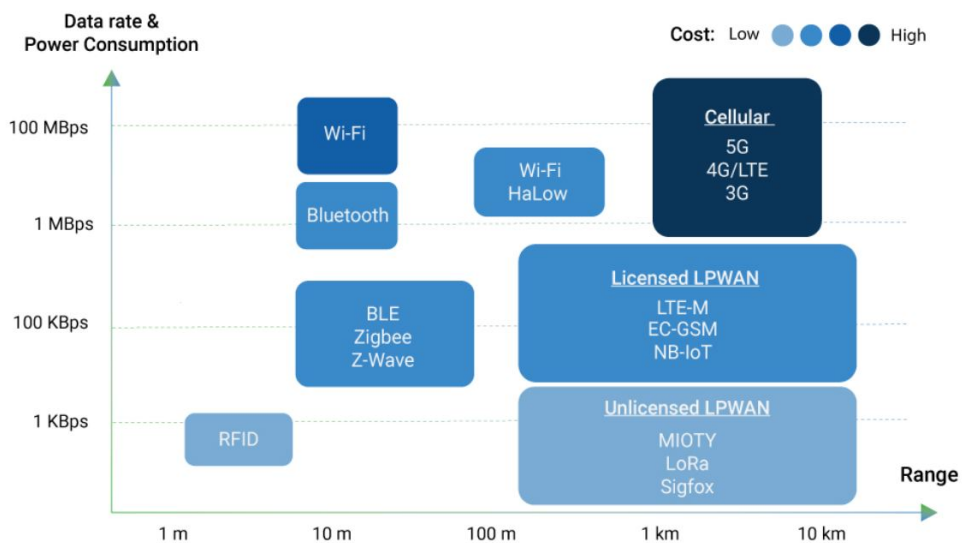 Data rate &
Power Consumption
Cost: Low High
100 MBps
Wi-Fi
Cellular
5G
4G/LTE
3G
Wi-Fi
HaLow
Bluetooth
1 MBps
Licensed LPWAN
LTE-M
EC-GSM
NB-IoT
BLE
Zigbee
Z-Wave
100 KBps
Unlicensed LPWAN
MIOTY
LoRa
Sigfox
1 KBps
RFID
Range
1 m
10 m
100 m
1 km
10 km